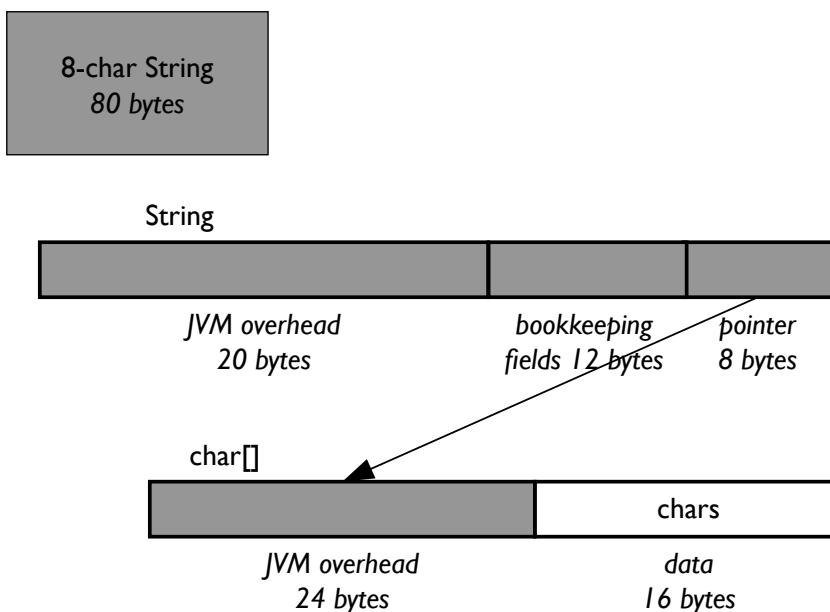 8-char String
80 bytes
String
JVM overhead
20 bytes
bookkeeping
fields 12 bytes
pointer
8 bytes
char[]
chars
JVM overhead
24 bytes
data
16 bytes